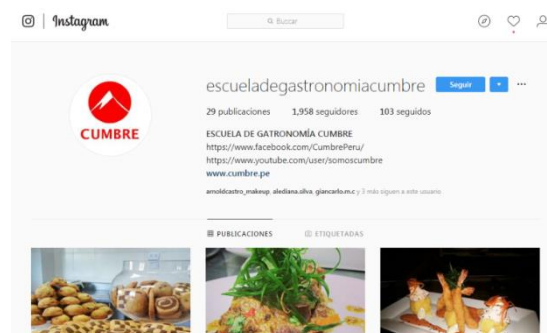 Instagram
Buscar
CUMBRE
escueladegastronomiacumbre Seguir
29 publicaciones 1,958 seguidores 103 seguidos
ESCUELA DE GATRONOMÍA CUMBRE
https://www.facebook.com/CumbrePeru/
https://www.youtube.com/user/somoscumbre
www.cumbre.pe
arnoldcastro_makeup, alediana.oliva, giancarlo.m.c y 3 más siguen a este usuario
PUBLICACIONES ETIQUETADAS